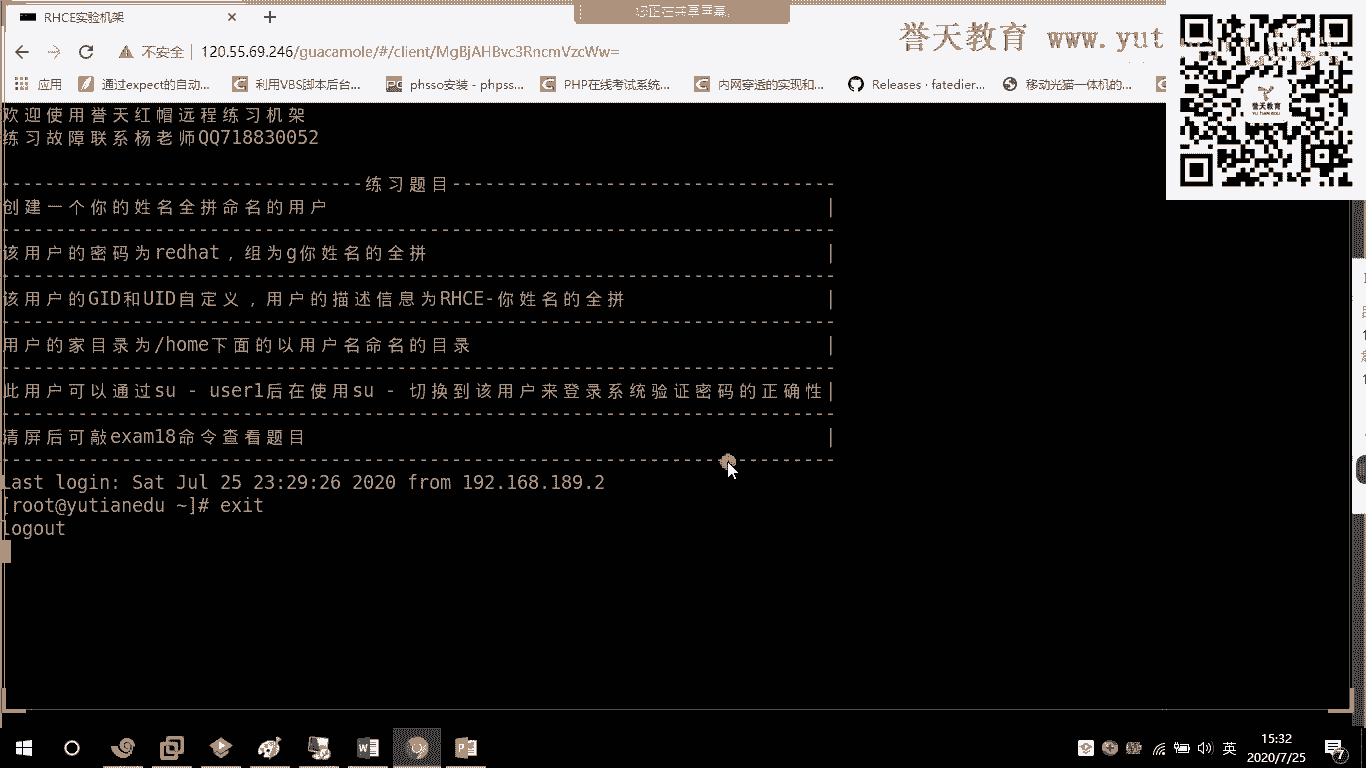 RHCE实验机架
您正在共享屏幕。
不安全 120.55.69.246/guacamole/#/client/MgBjAHBvc3RncmVzcWw=
誉天教育 www.yut
应用 通过expect的自动... 利用VBS脚本后台... phsso安装 - phpss... PHP在线考试系统... 内网穿透的实现和... Releases · fatedier... 移动光猫一体机的...
誉天教育
欢迎使用誉天红帽远程练习机架
练习故障联系杨老师QQ718830052
--------------------------------练习题目----------------------------------
创建一个你的姓名全拼命名的用户 |
该用户的密码为redhat，组为g你姓名的全拼 |
该用户的GID和UID自定义，用户的描述信息为RHCE-你姓名的全拼 |
用户的家目录为/home下面的以用户名命名的目录 |
此用户可以通过su - user1后在使用su - 切换到该用户来登录系统验证密码的正确性|
清屏后可敲exam18命令查看题目 |
Last login: Sat Jul 25 23:29:26 2020 from 192.168.189.2
[root@yutianedu ~]# exit
logout
英
15:32
2020/7/25
7